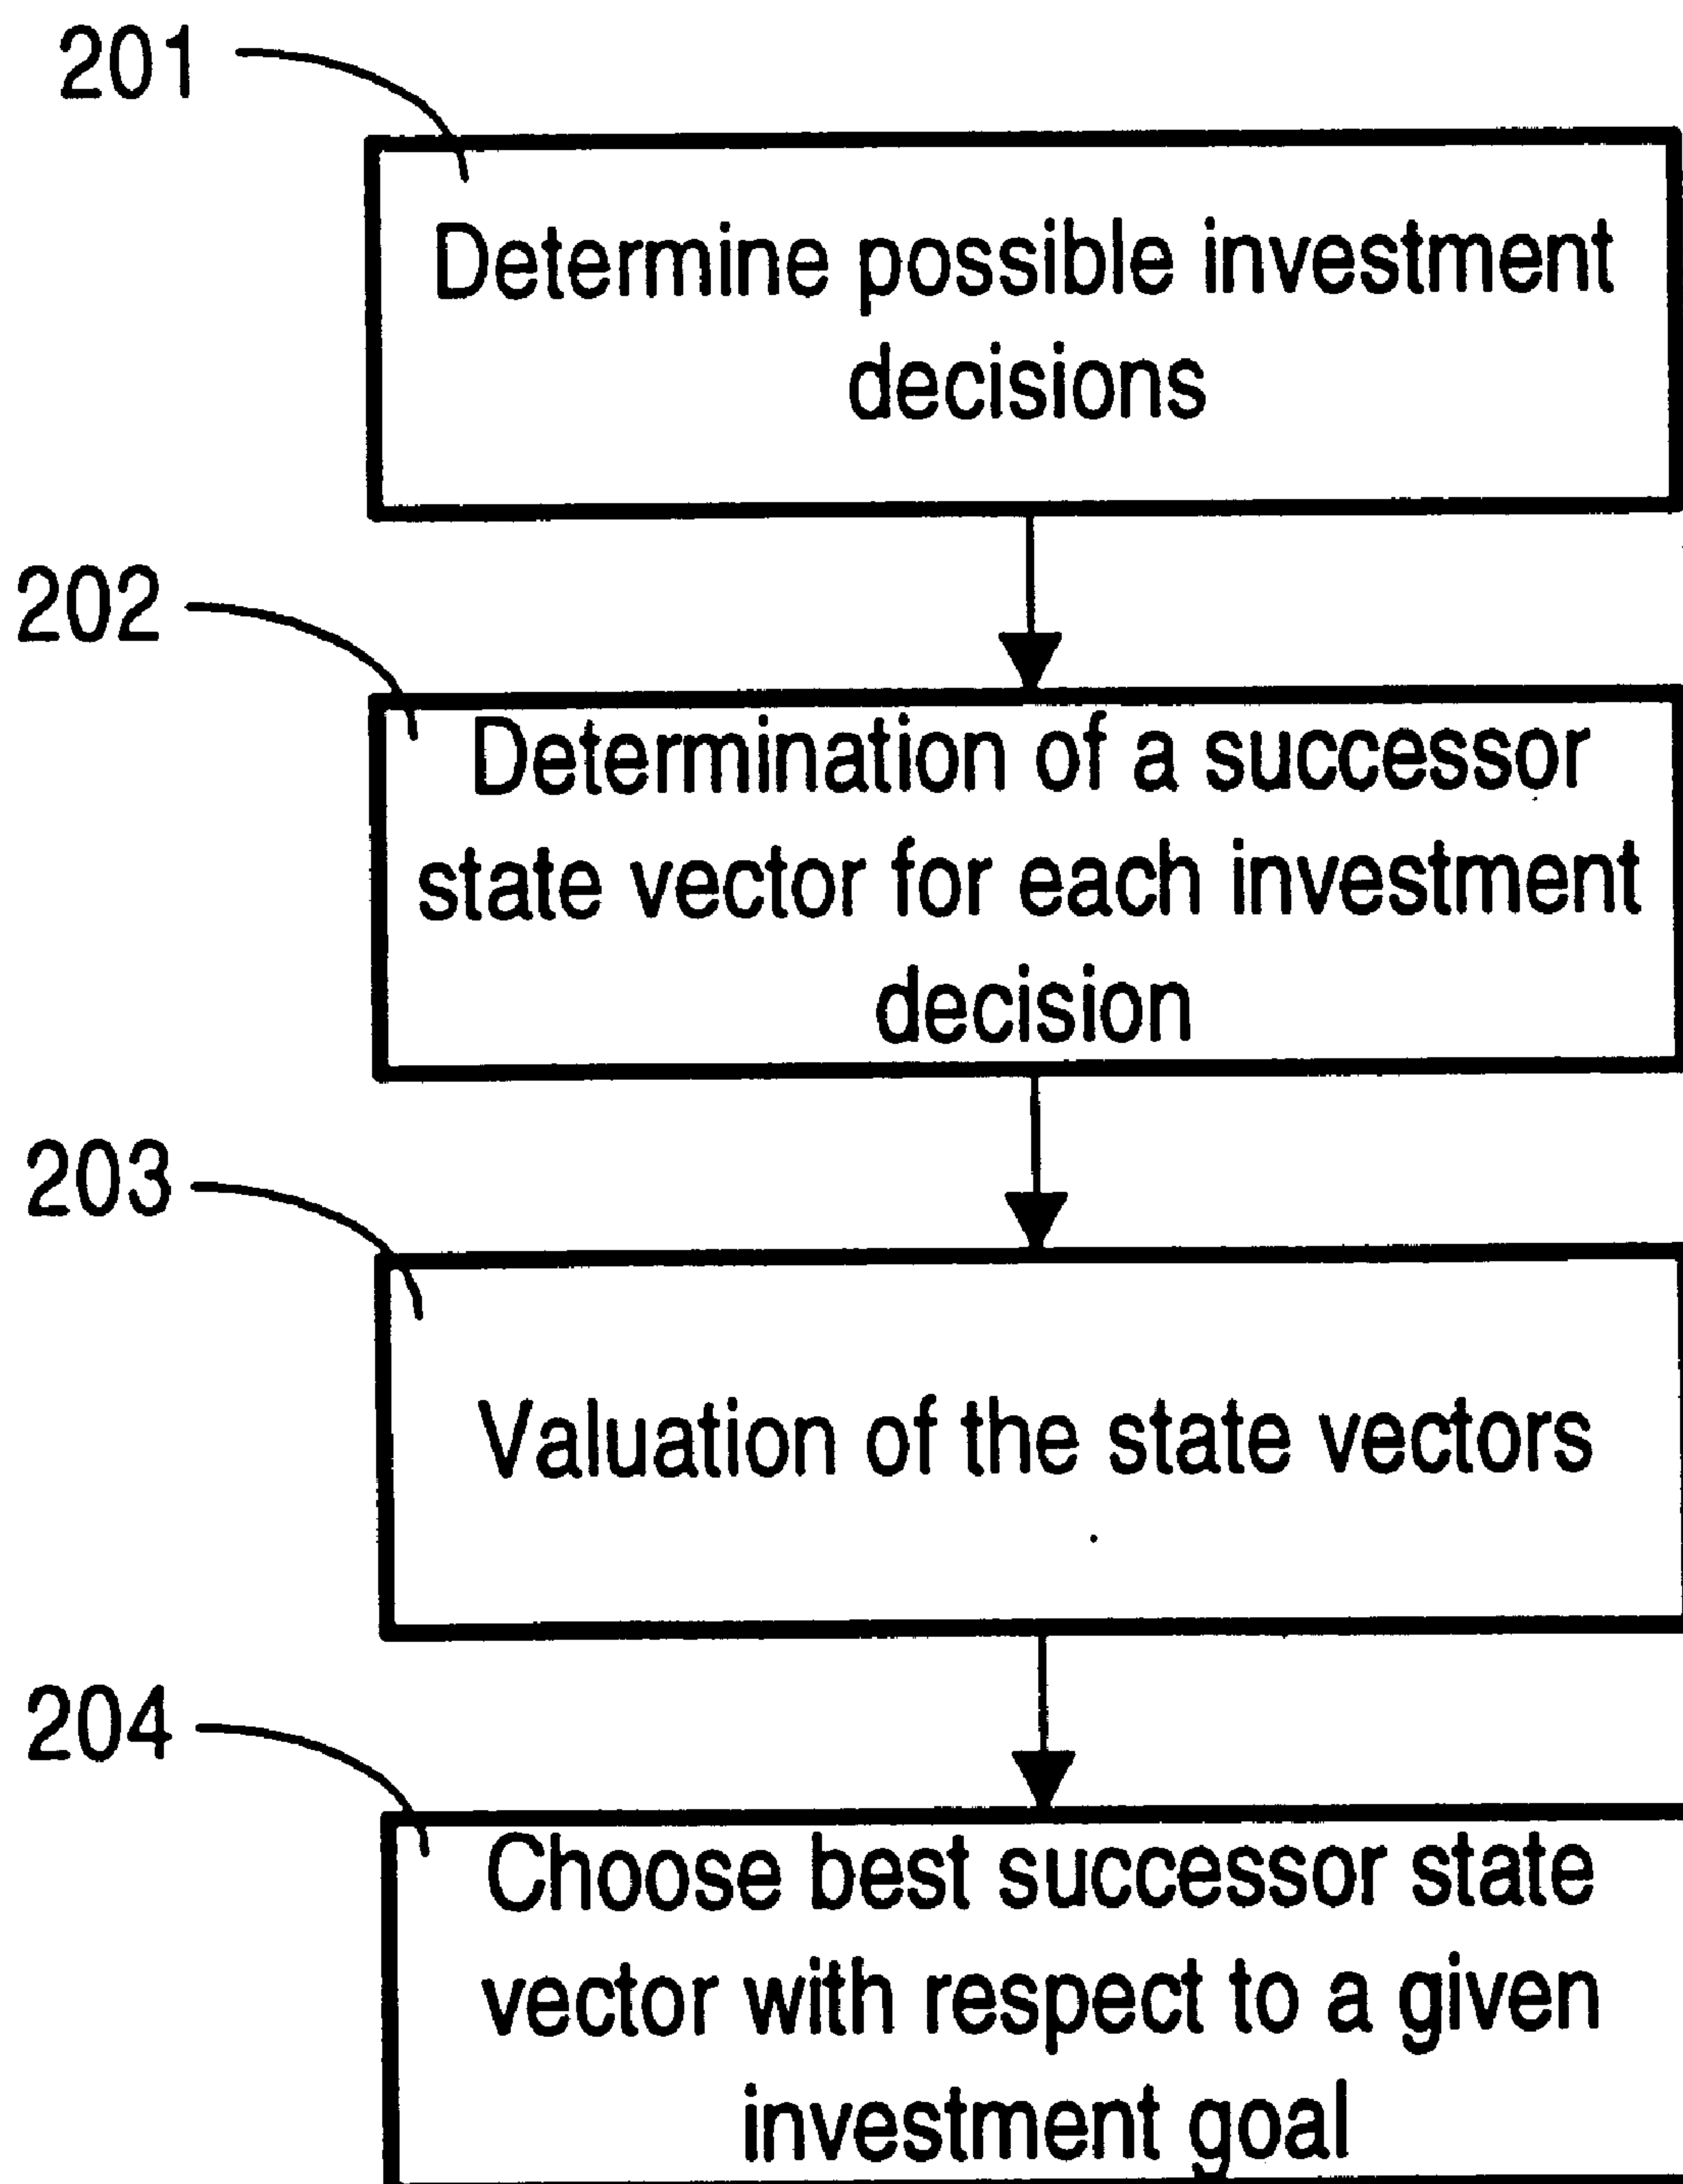 201
Determine possible investment
decisions
202
Determination of a successor
state vector for each investment
decision
203
Valuation of the state vectors
204
Choose best successor state
vector with respect to a given
investment goal